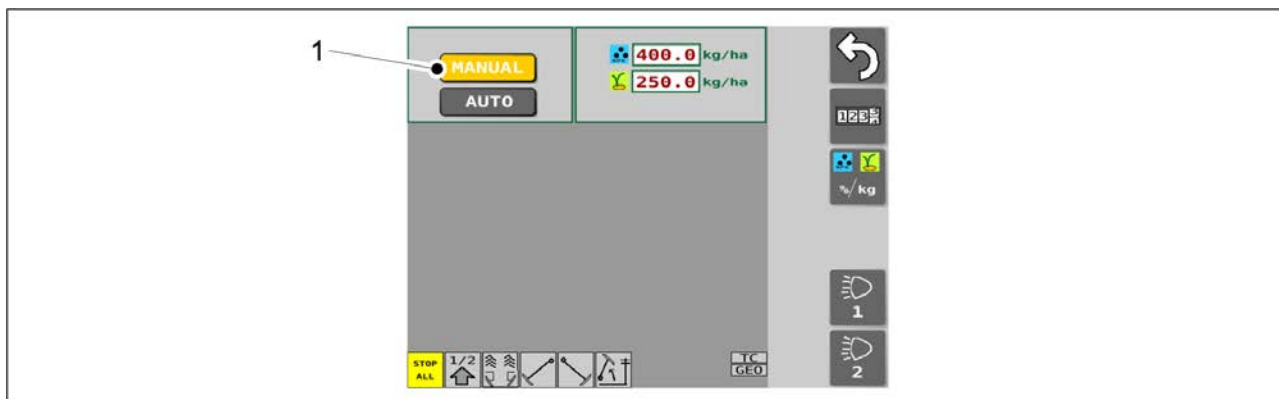 1
MANUAL
AUTO
400.0 kg/ha
250.0 kg/ha
%/kg
1
2
STOP
ALL
1/2
TC
GEO